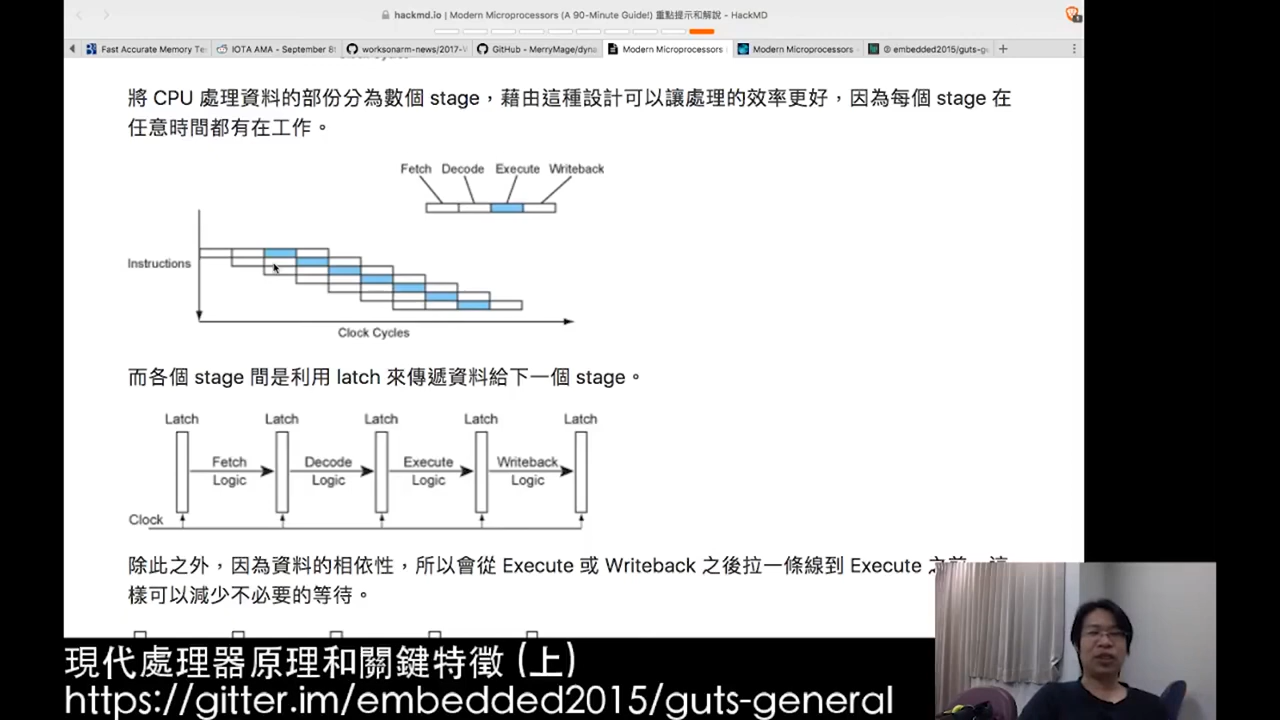 hackmd.io | Modern Microprocessors (A 90-Minute Guide!) 重點提示和解說 - HackMD
Fast Accurate Memory Te
IOTA AMA - September 8t
worksonarm-news/2017-
GitHub - MerryMage/dyna
Modern Microprocessors
Modern Microprocessors
embedded2015/guts-g
將 CPU 處理資料的部份分為數個 stage，藉由這種設計可以讓處理的效率更好，因為每個 stage 在
任意時間都有在工作。
Fetch Decode Execute Writeback
Instructions
Clock Cycles
而各個 stage 間是利用 latch 來傳遞資料給下一個 stage。
Latch Latch Latch Latch Latch
Fetch Decode Execute Writeback
Logic Logic Logic Logic
Clock
除此之外，因為資料的相依性，所以會從 Execute 或 Writeback 之後拉一條線到 Execute 之前，這
樣可以減少不必要的等待。
現代處理器原理和關鍵特徵 (上)
https://gitter.im/embedded2015/guts-general